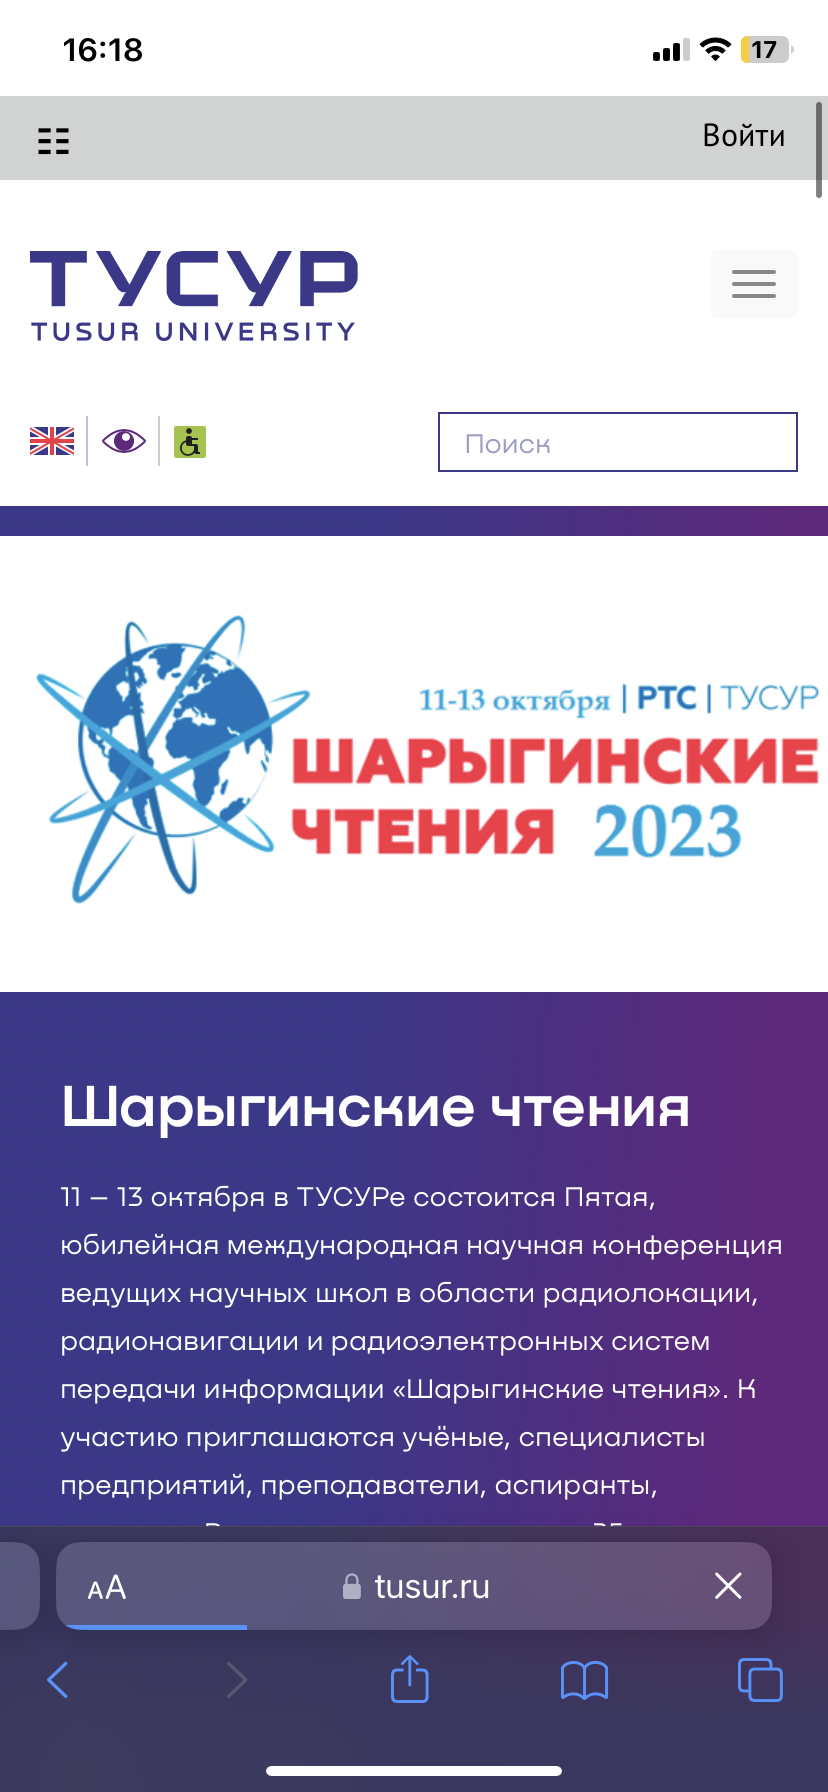 16:18
17
Войти
ТУСУР
TUSUR UNIVERSITY
Поиск
11-13 октября | РТС | ТУСУР
ШАРЫГИНСКИЕ
ЧТЕНИЯ 2023
Шарыгинские чтения
11 – 13 октября в ТУСУРе состоится Пятая,
юбилейная международная научная конференция
ведущих научных школ в области радиолокации,
радионавигации и радиоэлектронных систем
передачи информации «Шарыгинские чтения». К
участию приглашаются учёные, специалисты
предприятий, преподаватели, аспиранты,
AA
tusur.ru